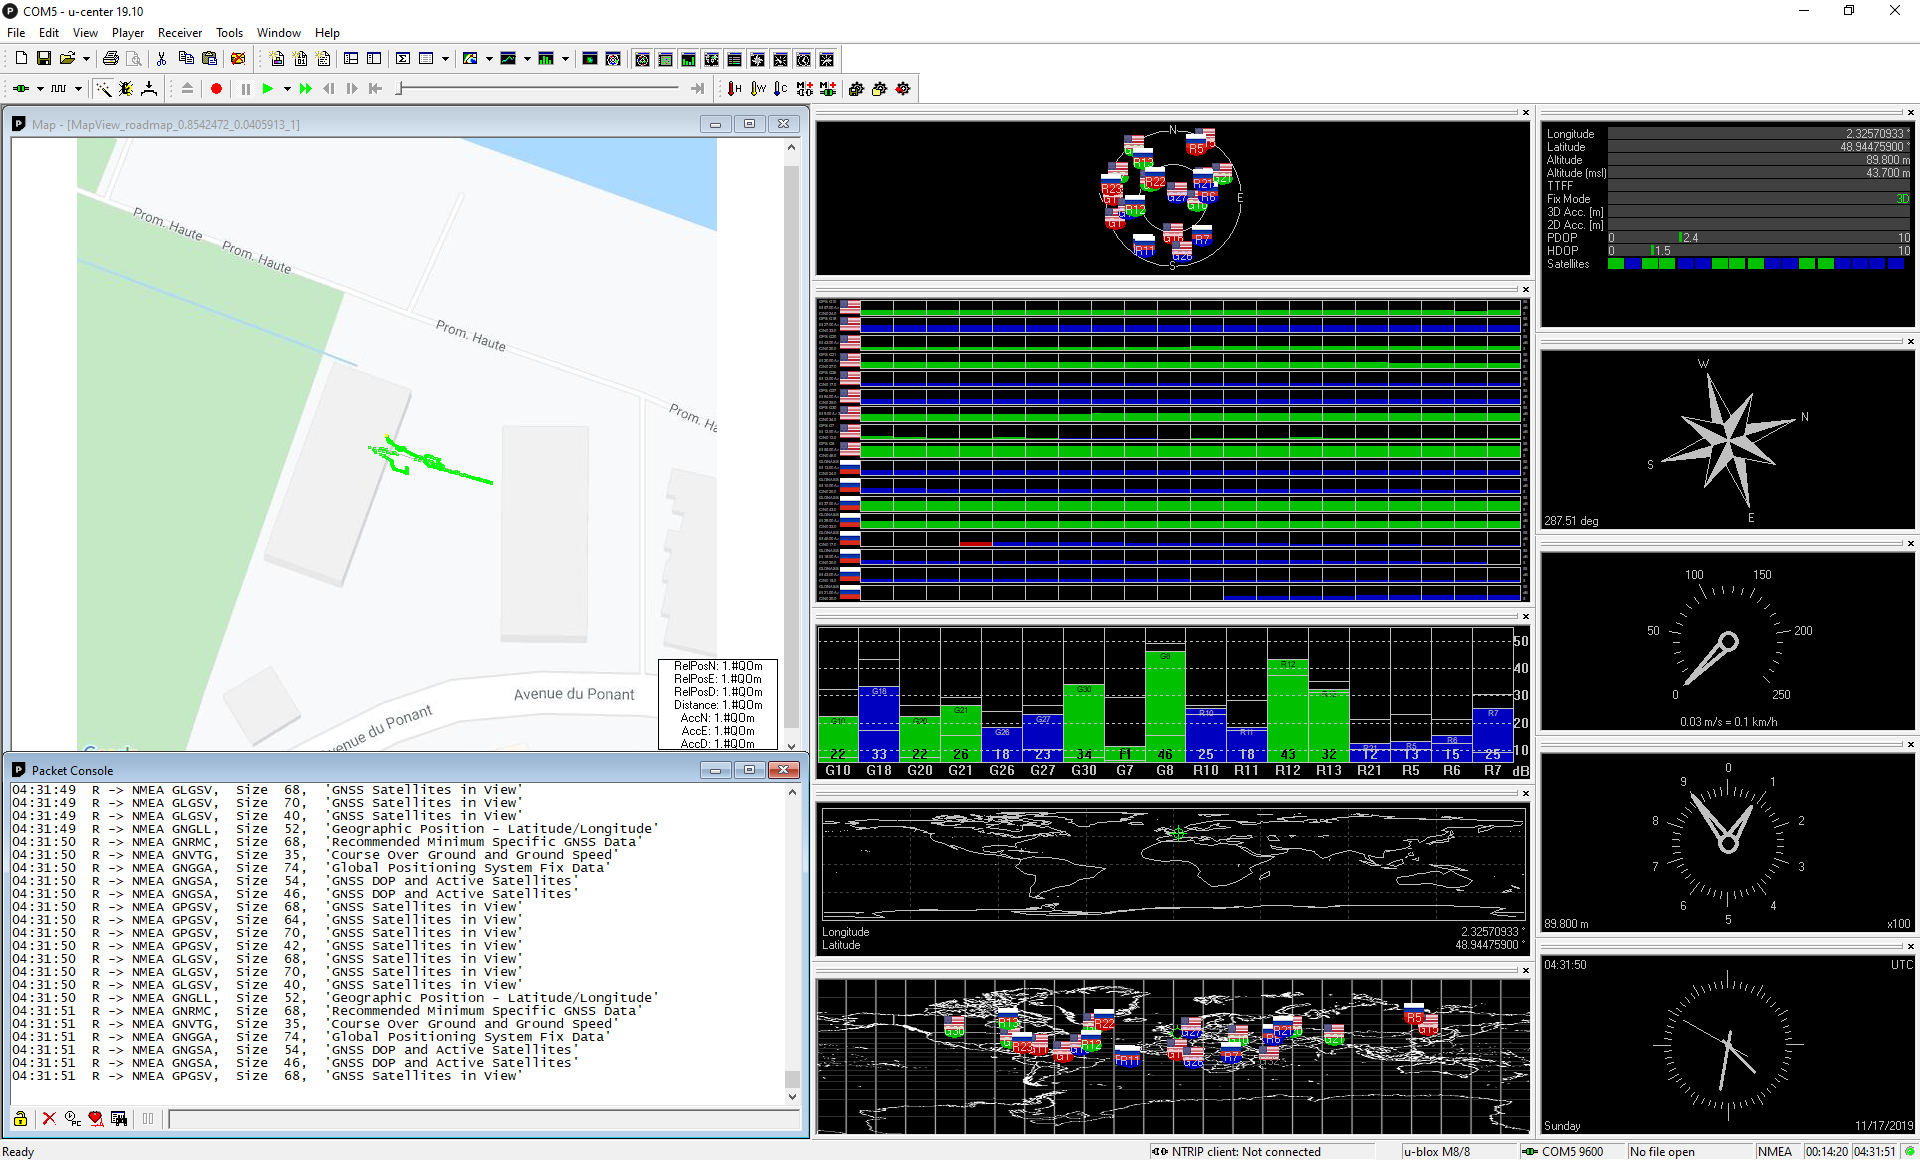 COM5 - u-center 19.10
File Edit View Player Receiver Tools Window Help
Map - [MapView_roadmap_0.8542472_0.0405913_1]
Prom. Haute
Prom. Haute
Prom. Haute
Avenue du Ponant
RelPosN: 1.#QOm
RelPosE: 1.#QOm
RelPosD: 1.#QOm
Distance: 1.#QOm
AccN: 1.#QOm
AccE: 1.#QOm
AccD: 1.#QOm
Packet Console
04:31:49 R -> NMEA GLGSV, Size 68, 'GNSS Satellites in View'
04:31:49 R -> NMEA GLGSV, Size 70, 'GNSS Satellites in View'
04:31:49 R -> NMEA GLGSV, Size 40, 'GNSS Satellites in View'
04:31:49 R -> NMEA GNGLL, Size 52, 'Geographic Position - Latitude/Longitude'
04:31:50 R -> NMEA GNRMC, Size 68, 'Recommended Minimum Specific GNSS Data'
04:31:50 R -> NMEA GNVTG, Size 35, 'Course Over Ground and Ground Speed'
04:31:50 R -> NMEA GNGGA, Size 74, 'Global Positioning System Fix Data'
04:31:50 R -> NMEA GNGSA, Size 54, 'GNSS DOP and Active Satellites'
04:31:50 R -> NMEA GNGSA, Size 46, 'GNSS DOP and Active Satellites'
04:31:50 R -> NMEA GPGSV, Size 68, 'GNSS Satellites in View'
04:31:50 R -> NMEA GPGSV, Size 64, 'GNSS Satellites in View'
04:31:50 R -> NMEA GPGSV, Size 70, 'GNSS Satellites in View'
04:31:50 R -> NMEA GPGSV, Size 42, 'GNSS Satellites in View'
04:31:50 R -> NMEA GLGSV, Size 68, 'GNSS Satellites in View'
04:31:50 R -> NMEA GLGSV, Size 70, 'GNSS Satellites in View'
04:31:50 R -> NMEA GLGSV, Size 40, 'GNSS Satellites in View'
04:31:50 R -> NMEA GNGLL, Size 52, 'Geographic Position - Latitude/Longitude'
04:31:51 R -> NMEA GNRMC, Size 68, 'Recommended Minimum Specific GNSS Data'
04:31:51 R -> NMEA GNVTG, Size 35, 'Course Over Ground and Ground Speed'
04:31:51 R -> NMEA GNGGA, Size 74, 'Global Positioning System Fix Data'
04:31:51 R -> NMEA GNGSA, Size 54, 'GNSS DOP and Active Satellites'
04:31:51 R -> NMEA GNGSA, Size 46, 'GNSS DOP and Active Satellites'
04:31:51 R -> NMEA GPGSV, Size 68, 'GNSS Satellites in View'
N
E
S
R5
R13
R22
R23
R12
R21
R6
G27
R7
R11
G26
50
40
30
20
10
22 33 22 26 18 23 34 11 46 25 18 43 32 12 13 15 25
G10 G18 G20 G21 G26 G27 G30 G7 G8 R10 R11 R12 R13 R21 R5 R6 R7 dB
Longitude 2.32570933 °
Latitude 48.94475900 °
G30 R13 R22 R23 R11 G27 G26 R7 R6 G21 R5
Longitude 2.32570933 °
Latitude 48.94475900 °
Altitude 89.800 m
Altitude (msl) 43.700 m
TTFF
Fix Mode 3D
3D Acc. [m]
2D Acc. [m]
PDOP 0 2.4 10
HDOP 0 1.5 10
Satellites
W
N
S
E
287.51 deg
0 50 100 150 200 250
0.03 m/s = 0.1 km/h
0 1 2 3 4 5 6 7 8 9
89.800 m x100
04:31:50 UTC
Sunday 11/17/2019
Ready NTRIP client: Not connected u-blox M8/8 COM5 9600 No file open NMEA 00:14:20 04:31:51